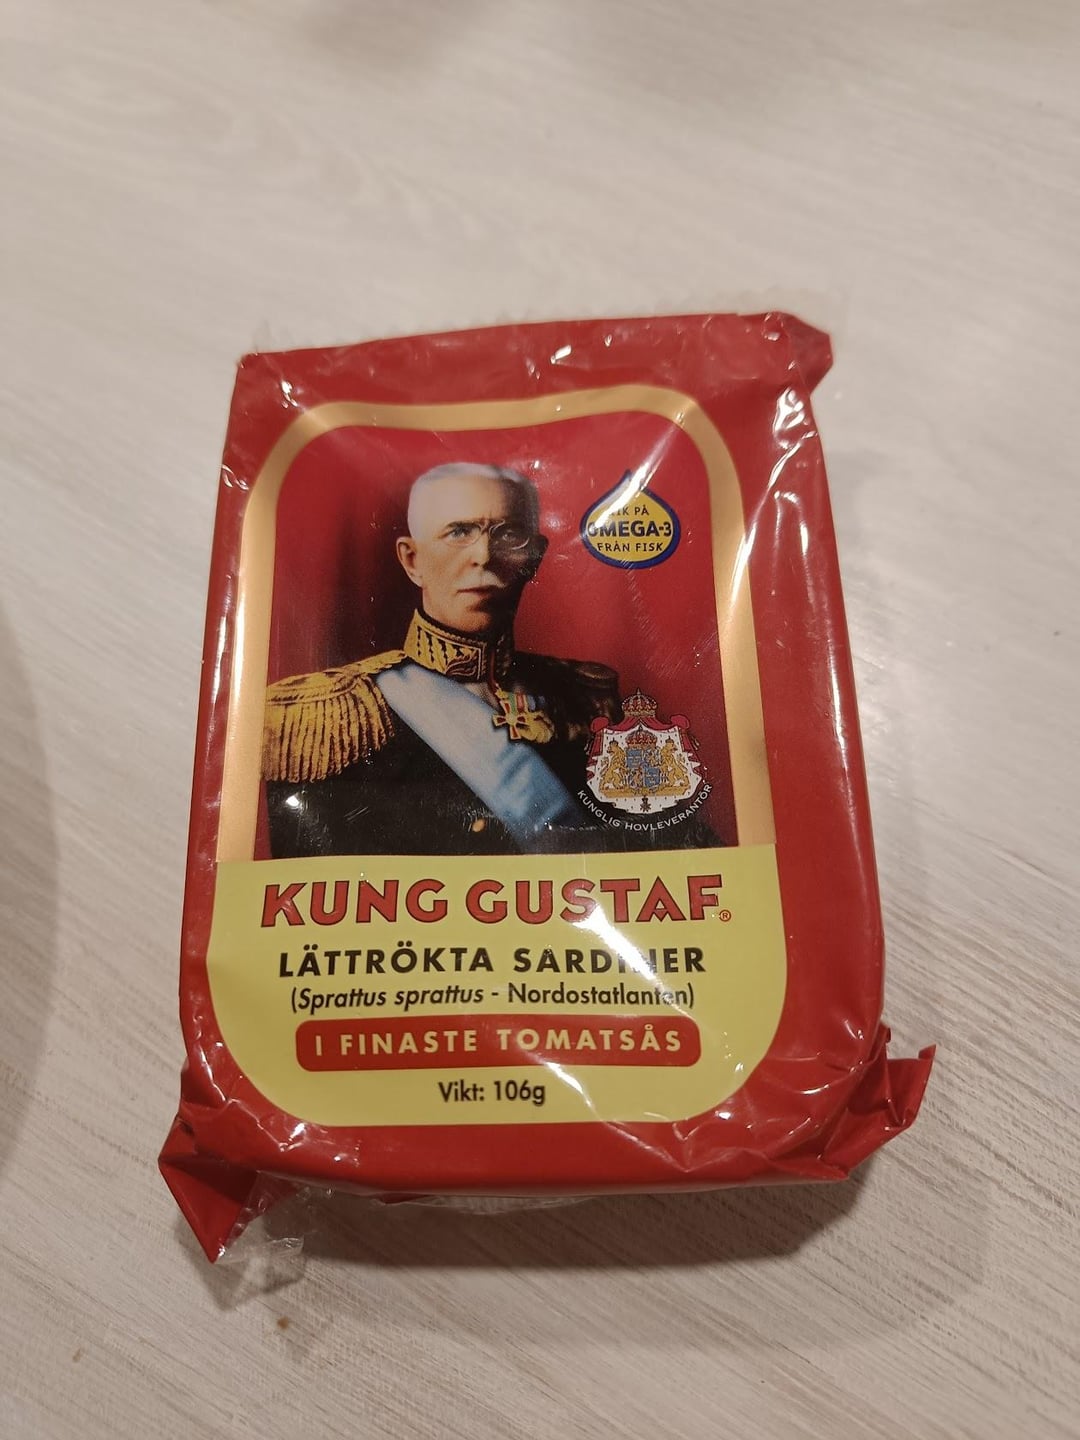 RIK PÅ
OMEGA-3
FRÅN FISK
KUNGLIG HOVLEVERANTÖR
KUNG GUSTAF®
LÄTTRÖKTA SARDINER
(Sprattus sprattus - Nordostatlanten)
I FINASTE TOMATSÅS
Vikt: 106g